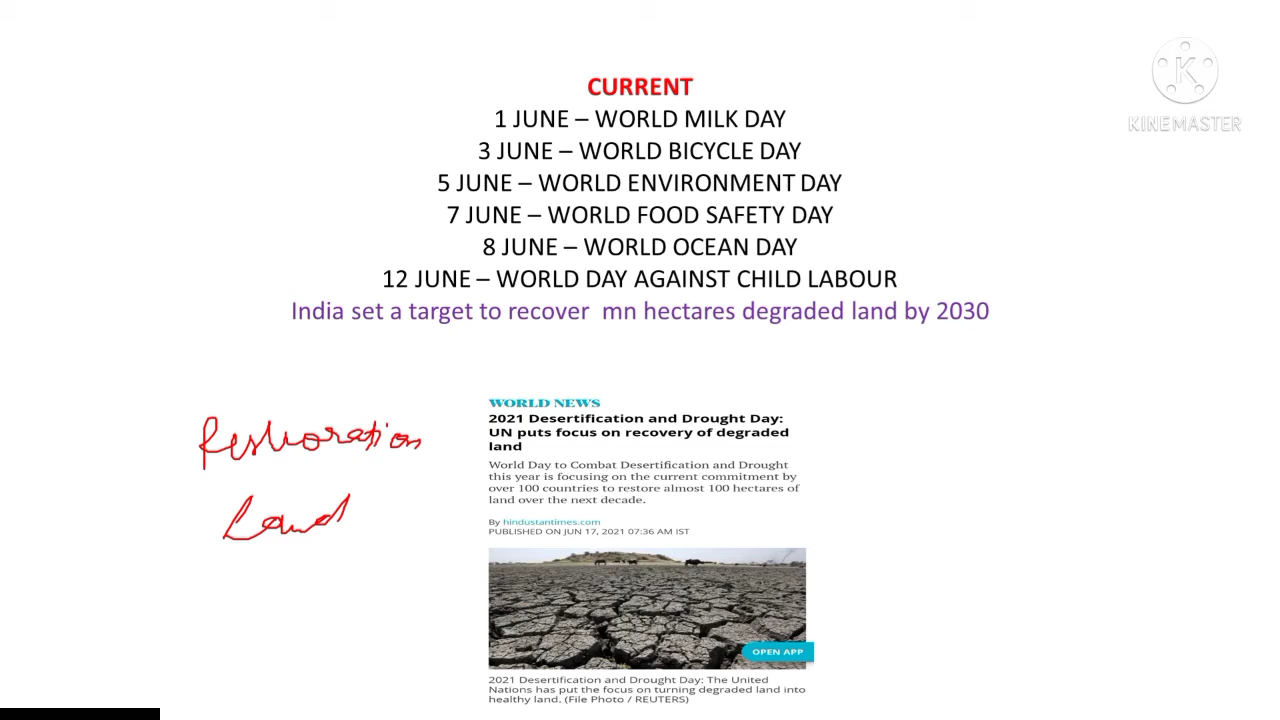 CURRENT
1 JUNE – WORLD MILK DAY
3 JUNE – WORLD BICYCLE DAY
5 JUNE – WORLD ENVIRONMENT DAY
7 JUNE – WORLD FOOD SAFETY DAY
8 JUNE – WORLD OCEAN DAY
12 JUNE – WORLD DAY AGAINST CHILD LABOUR
India set a target to recover  mn hectares degraded land by 2030
K
KINEMASTER
Restoration
Land
WORLD NEWS
2021 Desertification and Drought Day:
UN puts focus on recovery of degraded
land
World Day to Combat Desertification and Drought
this year is focusing on the current commitment by
over 100 countries to restore almost 100 hectares of
land over the next decade.
By hindustantimes.com
PUBLISHED ON JUN 17, 2021 07:36 AM IST
OPEN APP
2021 Desertification and Drought Day: The United
Nations has put the focus on turning degraded land into
healthy land. (File Photo / REUTERS)